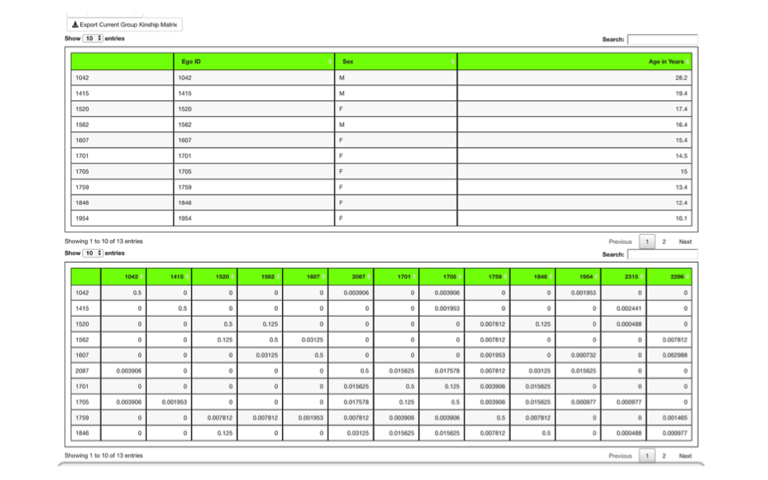 Export Current Group Kinship Matrix
Show 10 entries Search:
Ego ID Sex Age in Years
1042 1042 M 28.2
1415 1415 M 19.4
1520 1520 F 17.4
1562 1562 M 16.4
1607 1607 F 15.4
1701 1701 F 14.5
1705 1705 F 15
1759 1759 F 13.4
1846 1846 F 12.4
1954 1954 F 10.1
Showing 1 to 10 of 13 entries Previous 1 2 Next
Show 10 entries Search:
1042 1415 1520 1562 1607 2087 1701 1705 1759 1846 1954 2315 2296
1042 0.5 0 0 0 0 0.003906 0 0.003906 0 0 0.001953 0 0
1415 0 0.5 0 0 0 0 0 0.001953 0 0 0 0.002441 0
1520 0 0 0.5 0.125 0 0 0 0 0.007812 0.125 0 0.000488 0
1562 0 0 0.125 0.5 0.03125 0 0 0 0.007812 0 0 0 0.007812
1607 0 0 0 0.03125 0.5 0 0 0 0.001953 0 0.000732 0 0.062988
2087 0.003906 0 0 0 0 0.5 0.015625 0.017578 0.007812 0.03125 0.015625 0 0
1701 0 0 0 0 0 0.015625 0.5 0.125 0.003906 0.015625 0 0 0
1705 0.003906 0.001953 0 0 0 0.017578 0.125 0.5 0.003906 0.015625 0.000977 0.000977 0
1759 0 0 0.007812 0.007812 0.001953 0.007812 0.003906 0.003906 0.5 0.007812 0 0 0.001465
1846 0 0 0.125 0 0 0.03125 0.015625 0.015625 0.007812 0.5 0 0.000488 0.000977
Showing 1 to 10 of 13 entries Previous 1 2 Next